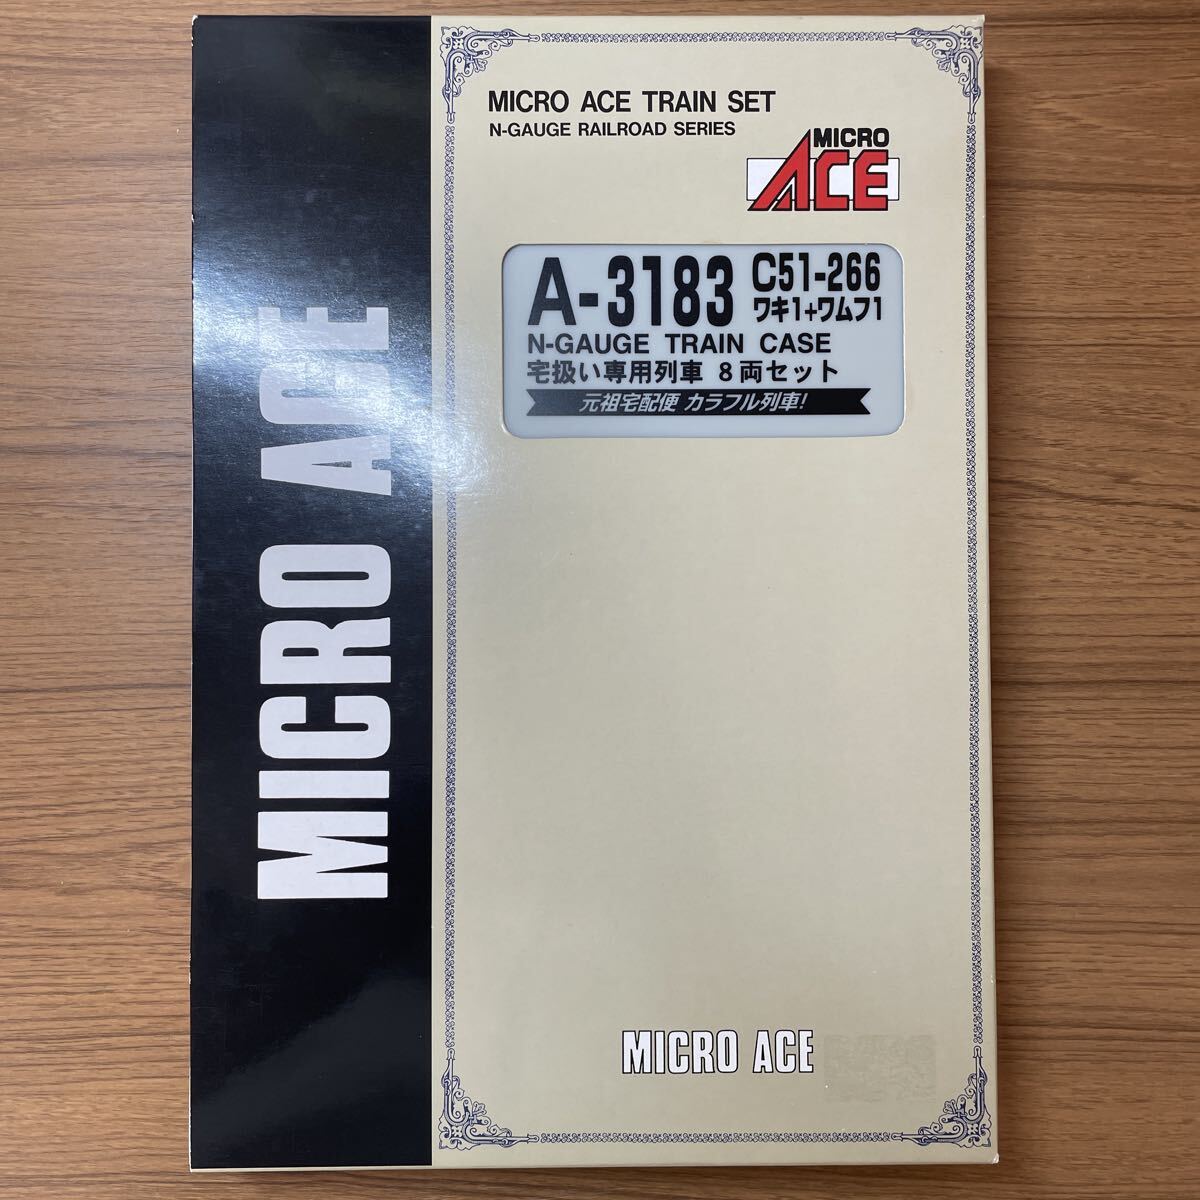 MICRO ACE TRAIN SET
N-GAUGE RAILROAD SERIES
MICRO
ACE
A-3183 C51-266
ワキ1+ワムフ1
N-GAUGE TRAIN CASE
宅扱い専用列車 8両セット
元祖宅配便 カラフル列車!
MICRO ACE
MICRO ACE